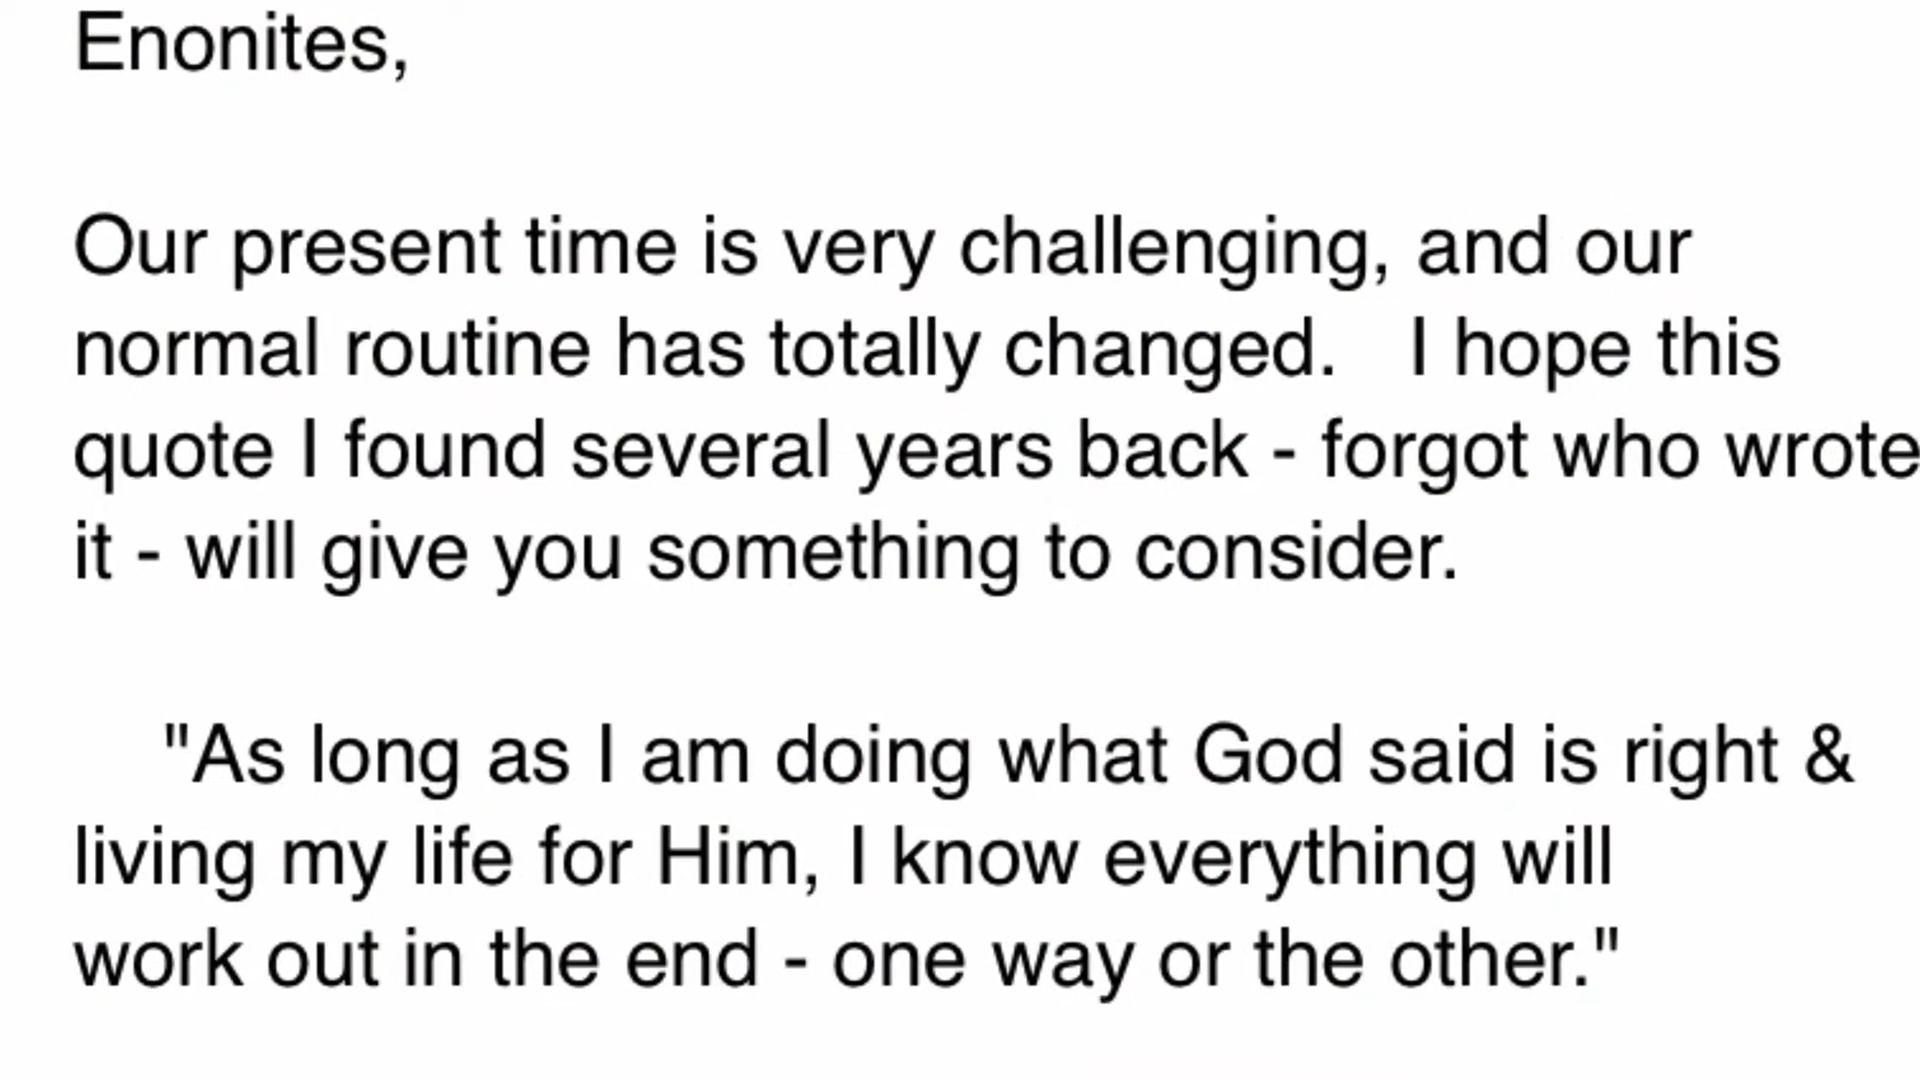 Enonites,
Our present time is very challenging, and our
normal routine has totally changed.   I hope this
quote I found several years back - forgot who wrote
it - will give you something to consider.
"As long as I am doing what God said is right &
living my life for Him, I know everything will
work out in the end - one way or the other."